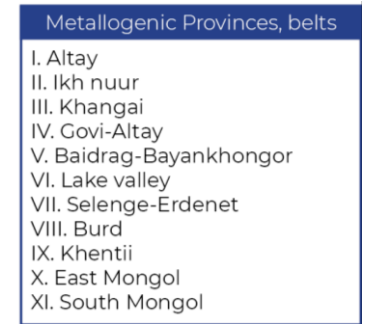 Metallogenic Provinces, belts
I. Altay
II. Ikh nuur
III. Khangai
IV. Govi-Altay
V. Baidrag-Bayankhongor
VI. Lake valley
VII. Selenge-Erdenet
VIII. Burd
IX. Khentii
X. East Mongol
XI. South Mongol